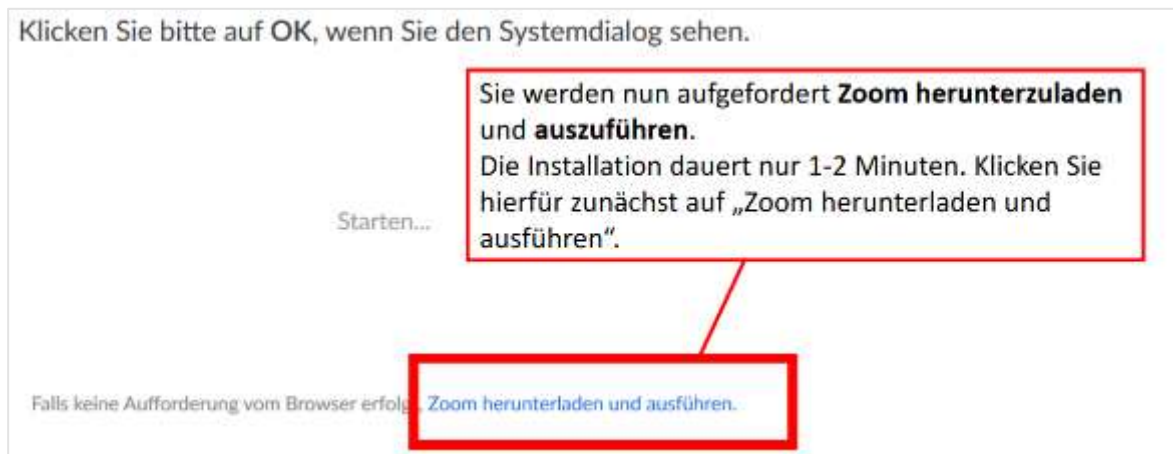 Klicken Sie bitte auf OK, wenn Sie den Systemdialog sehen.
Sie werden nun aufgefordert Zoom herunterzuladen
und auszuführen.
Die Installation dauert nur 1-2 Minuten. Klicken Sie
hierfür zunächst auf „Zoom herunterladen und
ausführen“.
Starten...
Falls keine Aufforderung vom Browser erfolg Zoom herunterladen und ausführen.